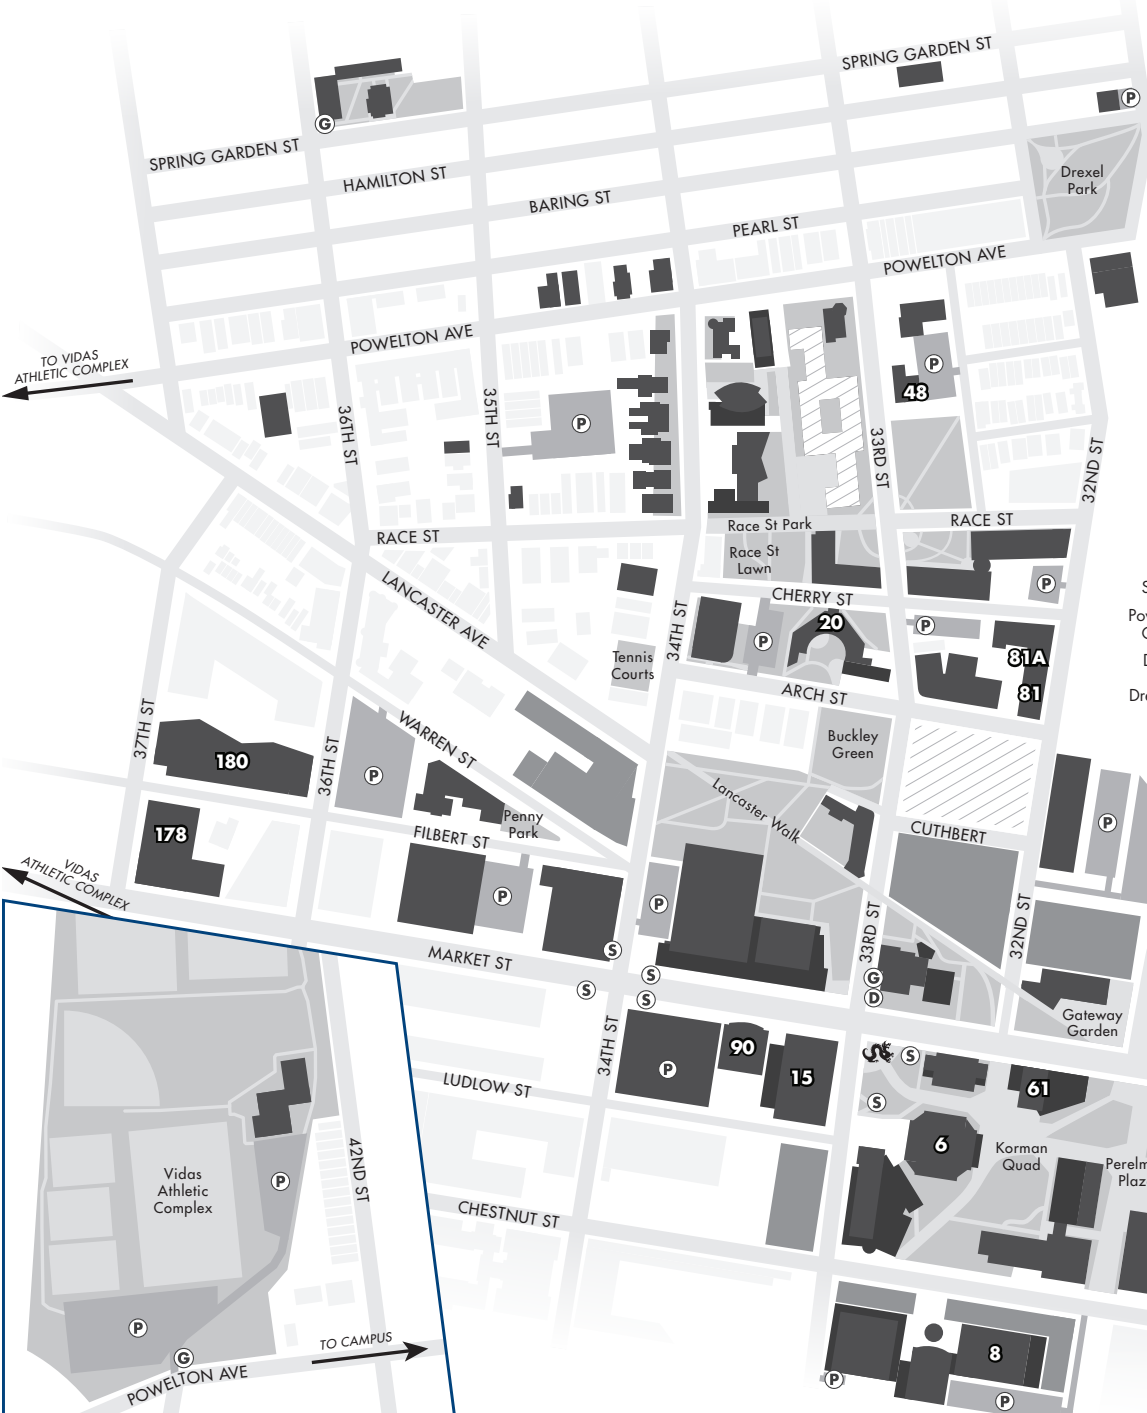 SPRING GARDEN ST
P
G
SPRING GARDEN ST
HAMILTON ST
Drexel
Park
BARING ST
PEARL ST
POWELTON AVE
POWELTON AVE
TO VIDAS
ATHLETIC COMPLEX
P
48
36TH ST
35TH ST
P
33RD ST
32ND ST
RACE ST
Race St Park
RACE ST
Race St
Lawn
LANCASTER AVE
CHERRY ST
P
20
P
P
34TH ST
Tennis
Courts
81A
81
ARCH ST
37TH ST
36TH ST
WARREN ST
Buckley
Green
180
P
Lancaster Walk
Penny
Park
FILBERT ST
CUTHBERT
P
178
VIDAS
ATHLETIC COMPLEX
P
P
33RD ST
32ND ST
MARKET ST
S
S
S
S
G
D
Gateway
Garden
34TH ST
90
P
15
S
S
61
LUDLOW ST
6
Korman
Quad
Perelm
Plaz
42ND ST
Vidas
Athletic
Complex
P
CHESTNUT ST
P
G
TO CAMPUS
POWELTON AVE
8
P
P
S
Pov
C
D
Dre